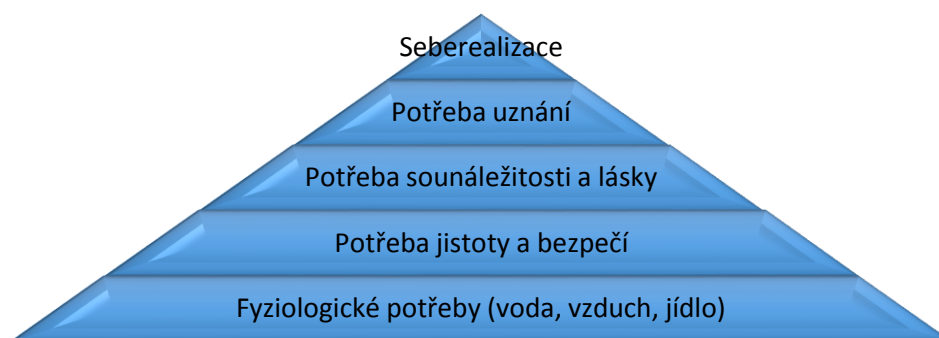 Seberealizace
Potřeba uznání
Potřeba sounáležitosti a lásky
Potřeba jistoty a bezpečí
Fyziologické potřeby (voda, vzduch, jídlo)